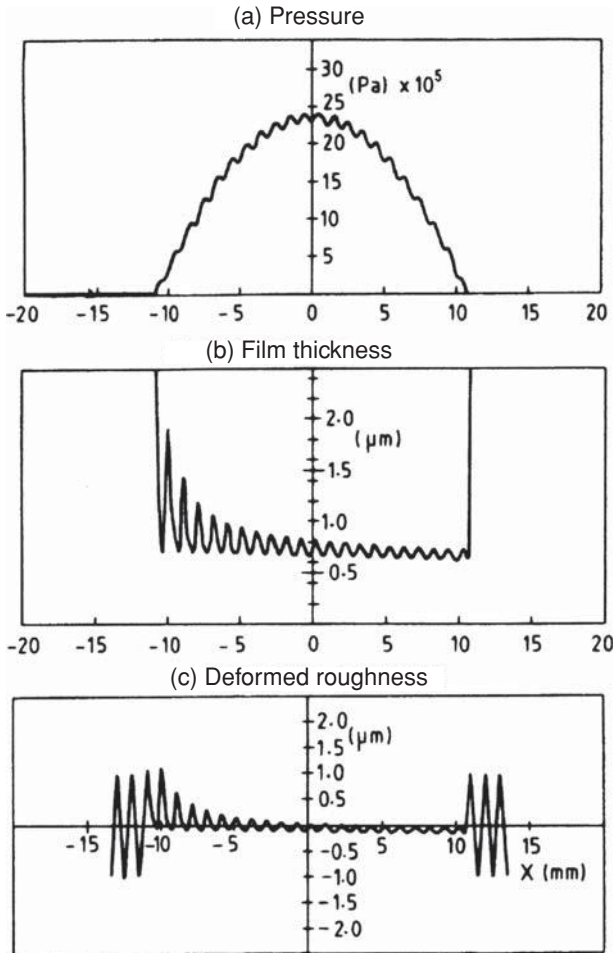 (a) Pressure
(Pa) x 10⁵
30
25
20
15
10
5
-20 -15 -10 -5 0 5 10 15 20
(b) Film thickness
2.0
(μm)
1.5
1.0
0.5
-20 -15 -10 -5 0 5 10 15 20
(c) Deformed roughness
2.0
(μm)
1.5
1.0
0.5
-15 -10 -5 5 10 15
-0.5
X (mm)
-1.0
-1.5
-2.0